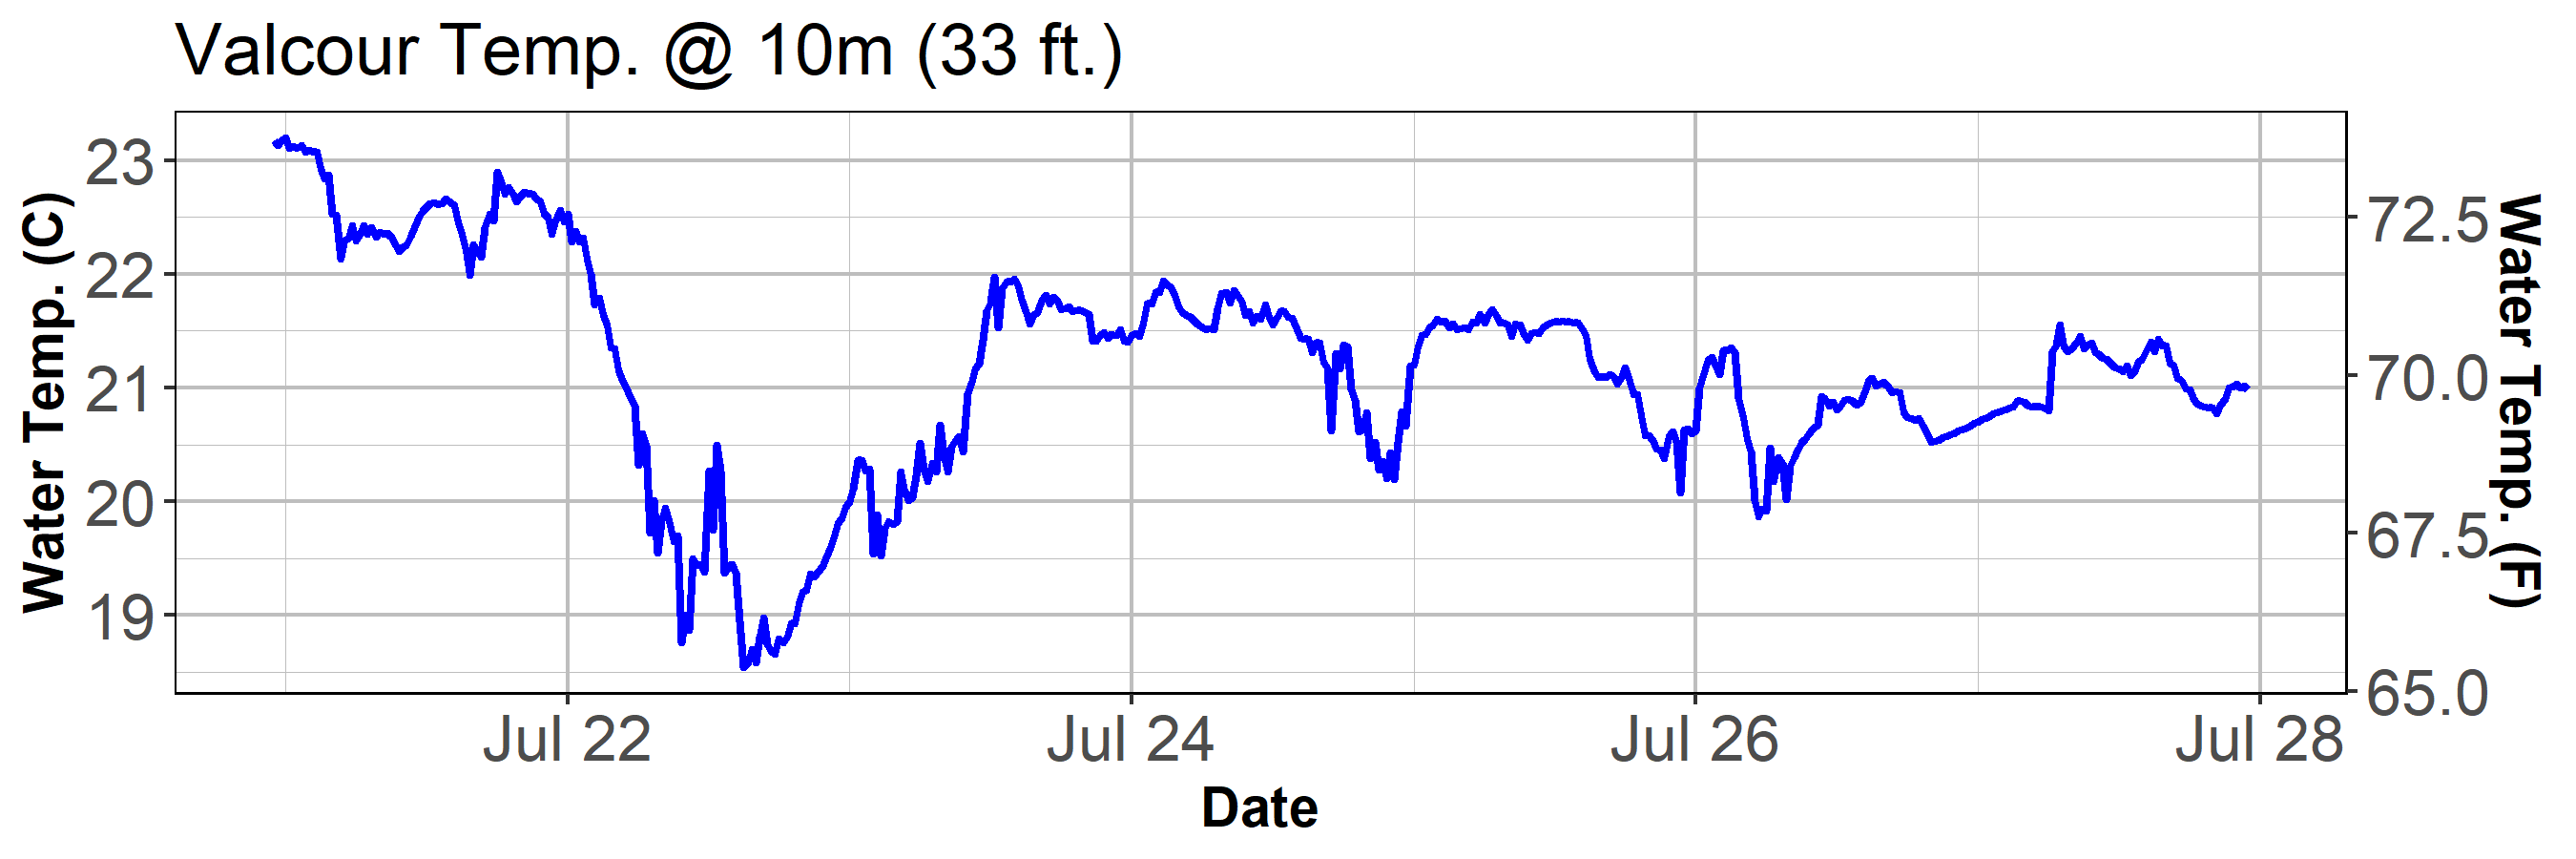 Valcour Temp. @ 10m (33 ft.)
Water Temp. (C)
23
22
21
20
19
72.5
70.0
67.5
65.0
Water Temp. (F)
Jul 22 Jul 24 Jul 26 Jul 28
Date